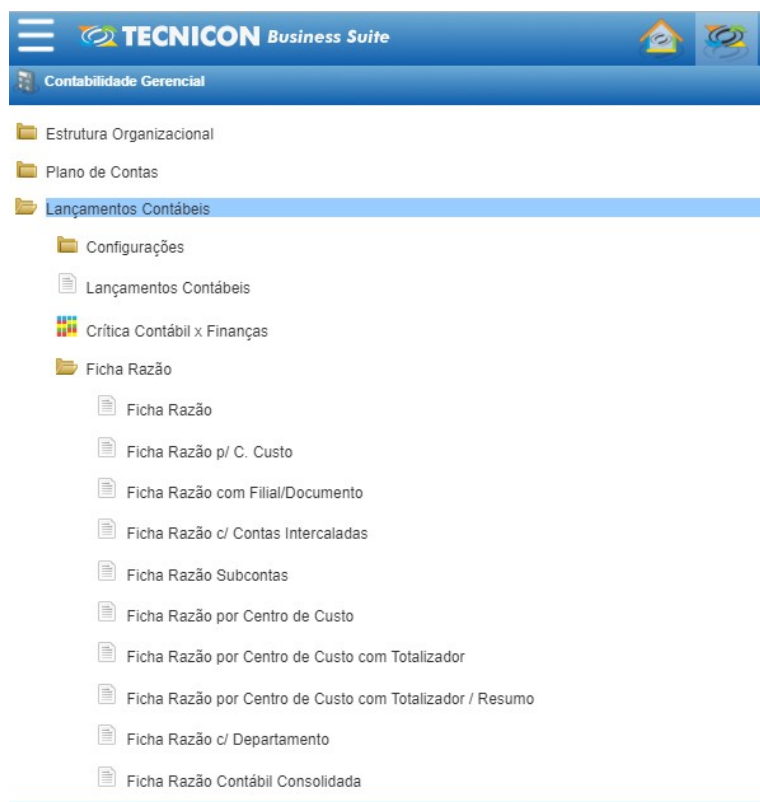 TECNICON Business Suite
Contabilidade Gerencial
Estrutura Organizacional
Plano de Contas
Lançamentos Contábeis
Configurações
Lançamentos Contábeis
Crítica Contábil x Finanças
Ficha Razão
Ficha Razão
Ficha Razão p/ C. Custo
Ficha Razão com Filial/Documento
Ficha Razão c/ Contas Intercaladas
Ficha Razão Subcontas
Ficha Razão por Centro de Custo
Ficha Razão por Centro de Custo com Totalizador
Ficha Razão por Centro de Custo com Totalizador / Resumo
Ficha Razão c/ Departamento
Ficha Razão Contábil Consolidada